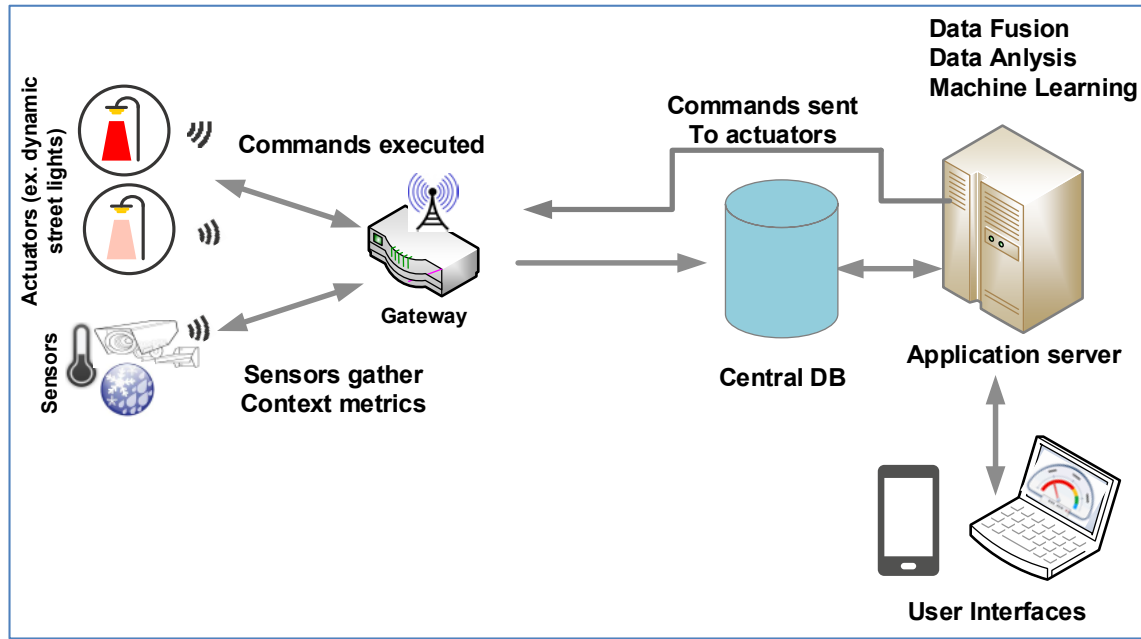 Data Fusion
Data Anlysis
Machine Learning
Actuators (ex. dynamic
street lights)
Commands executed
Commands sent
To actuators
Gateway
Sensors
Sensors gather
Context metrics
Central DB
Application server
User Interfaces